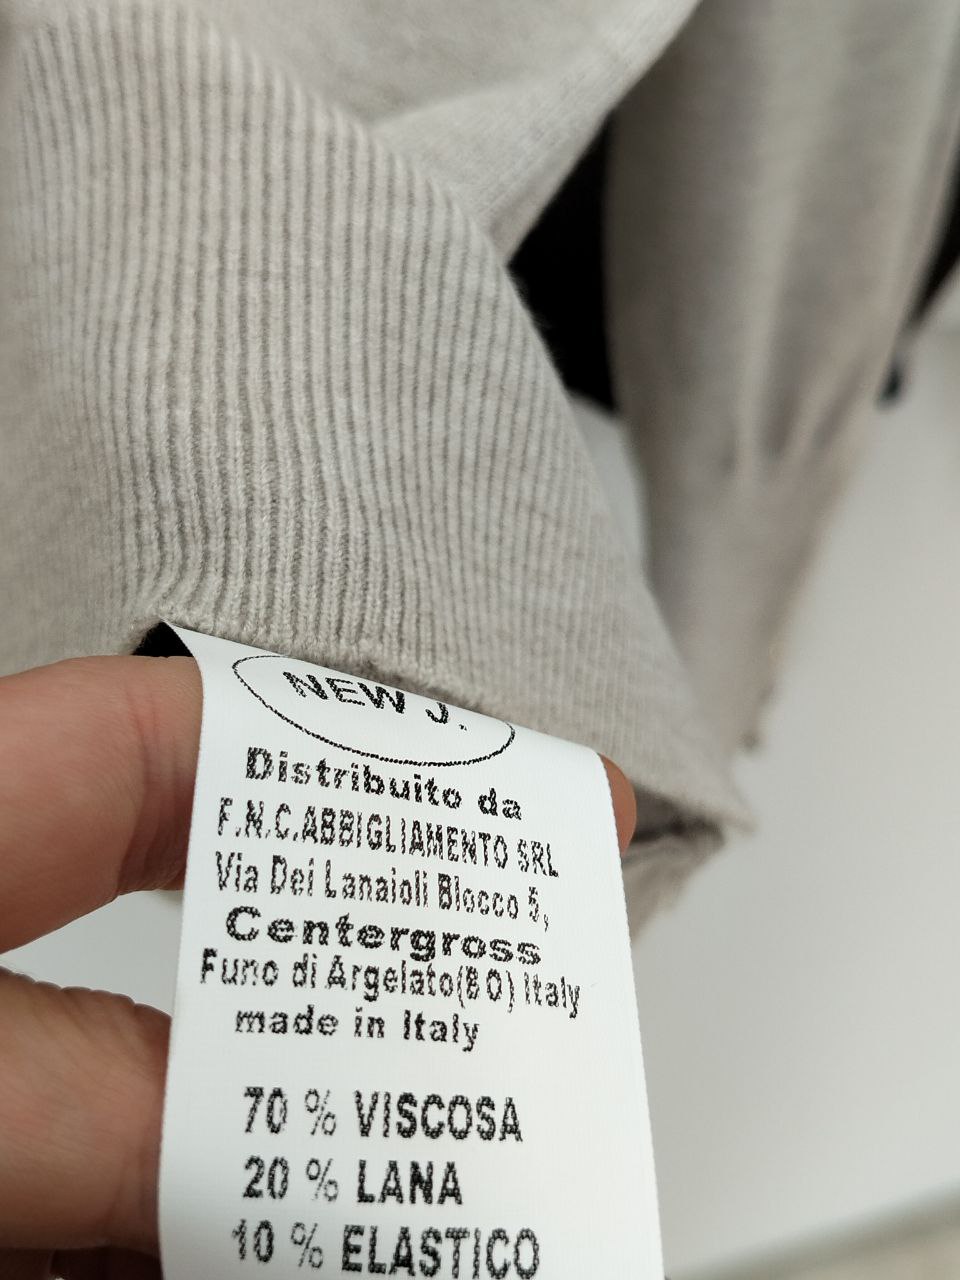 NEW J.
Distribuito da
F.N.C.ABBIGLIAMENTO SRL
Via Dei Lanaioli Blocco 5,
Centergross
Funo di Argelato(BO) Italy
made in Italy
70 % VISCOSA
20 % LANA
10 % ELASTICO